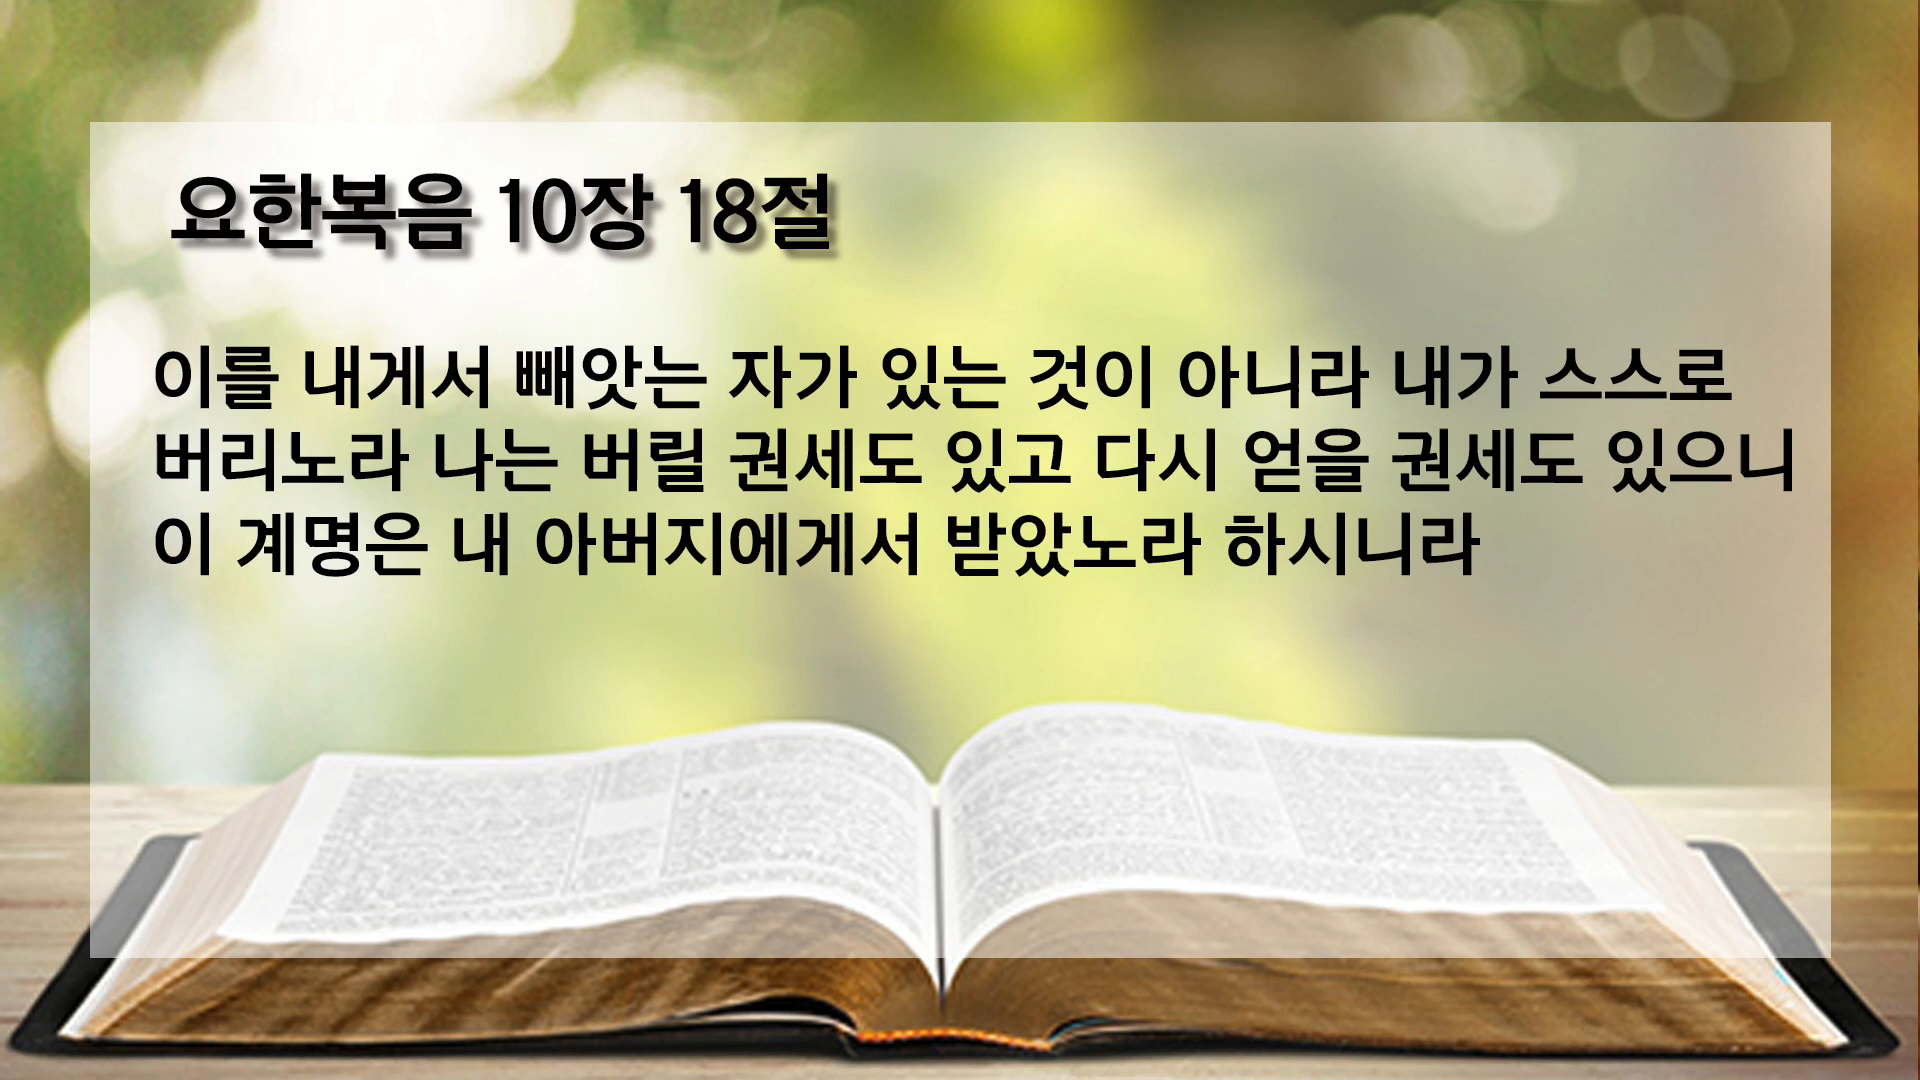 요한복음 10장 18절
이를 내게서 빼앗는 자가 있는 것이 아니라 내가 스스로
버리노라 나는 버릴 권세도 있고 다시 얻을 권세도 있으니
이 계명은 내 아버지에게서 받았노라 하시니라